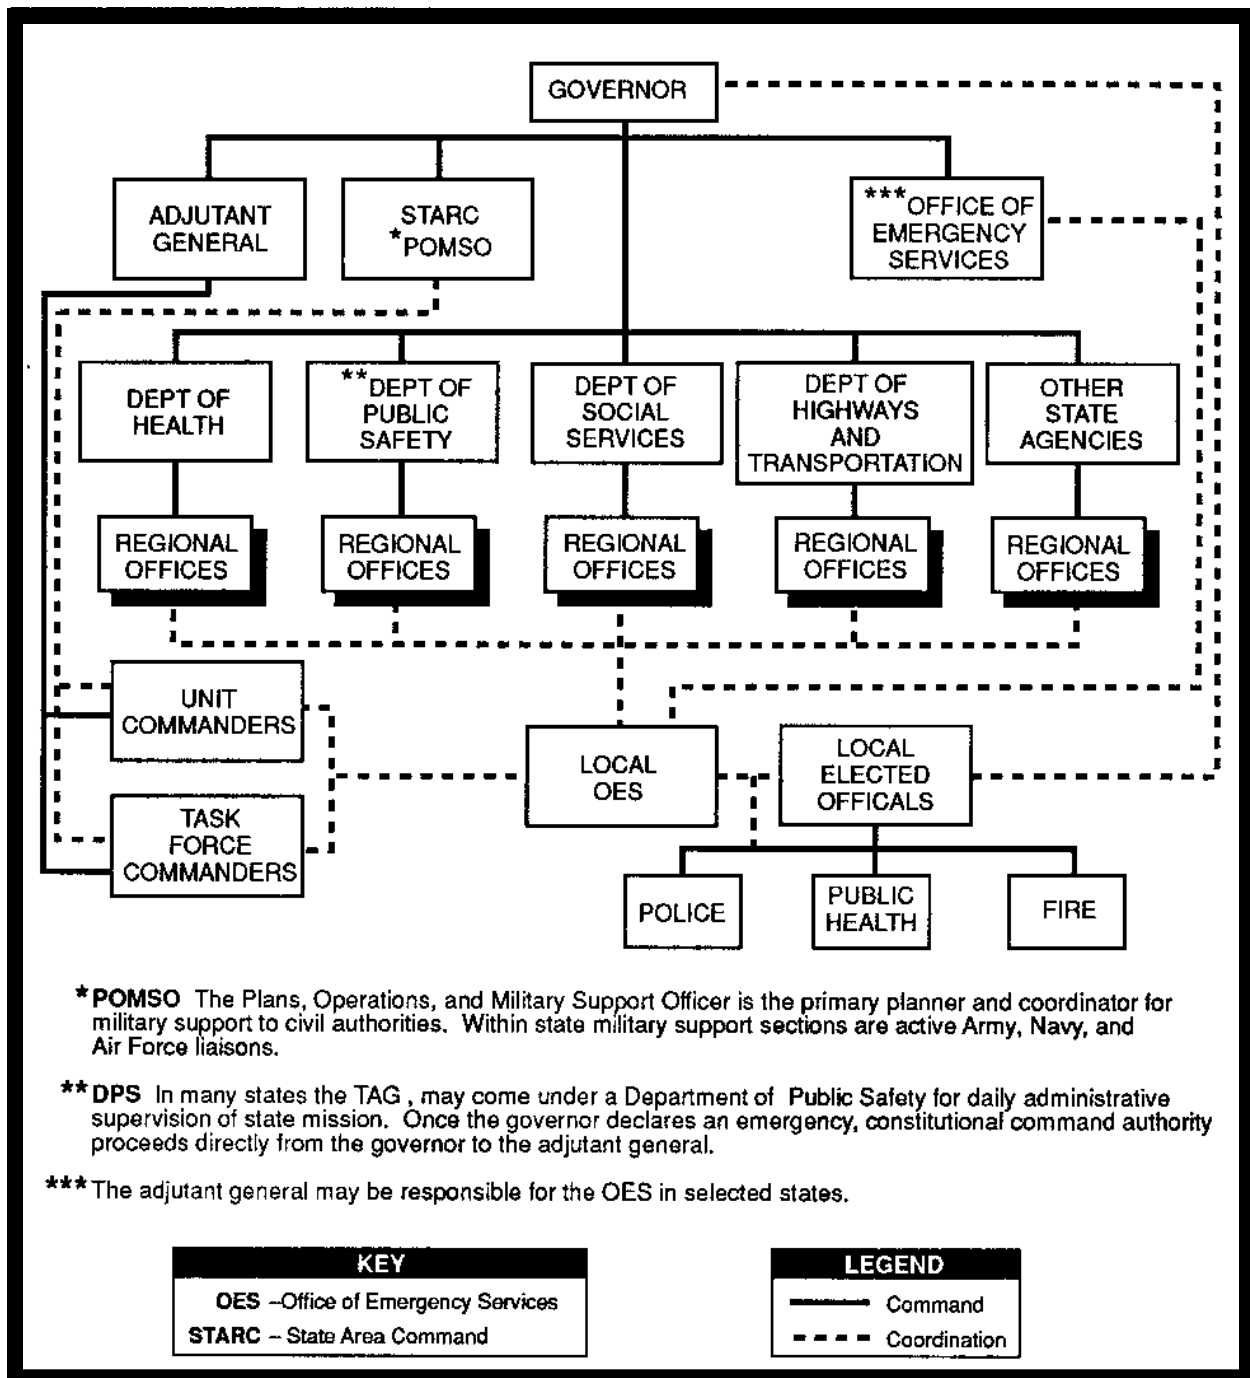 GOVERNOR
ADJUTANT
GENERAL
STARC
*POMSO
***OFFICE OF
EMERGENCY
SERVICES
DEPT OF
HEALTH
**DEPT OF
PUBLIC
SAFETY
DEPT OF
SOCIAL
SERVICES
DEPT OF
HIGHWAYS
AND
TRANSPORTATION
OTHER
STATE
AGENCIES
REGIONAL
OFFICES
REGIONAL
OFFICES
REGIONAL
OFFICES
REGIONAL
OFFICES
REGIONAL
OFFICES
UNIT
COMMANDERS
TASK
FORCE
COMMANDERS
LOCAL
OES
LOCAL
ELECTED
OFFICALS
POLICE
PUBLIC
HEALTH
FIRE
*POMSO The Plans, Operations, and Military Support Officer is the primary planner and coordinator for
military support to civil authorities. Within state military support sections are active Army, Navy, and
Air Force liaisons.
**DPS In many states the TAG , may come under a Department of Public Safety for daily administrative
supervision of state mission. Once the governor declares an emergency, constitutional command authority
proceeds directly from the governor to the adjutant general.
***The adjutant general may be responsible for the OES in selected states.
KEY
OES –Office of Emergency Services
STARC – State Area Command
LEGEND
Command
Coordination